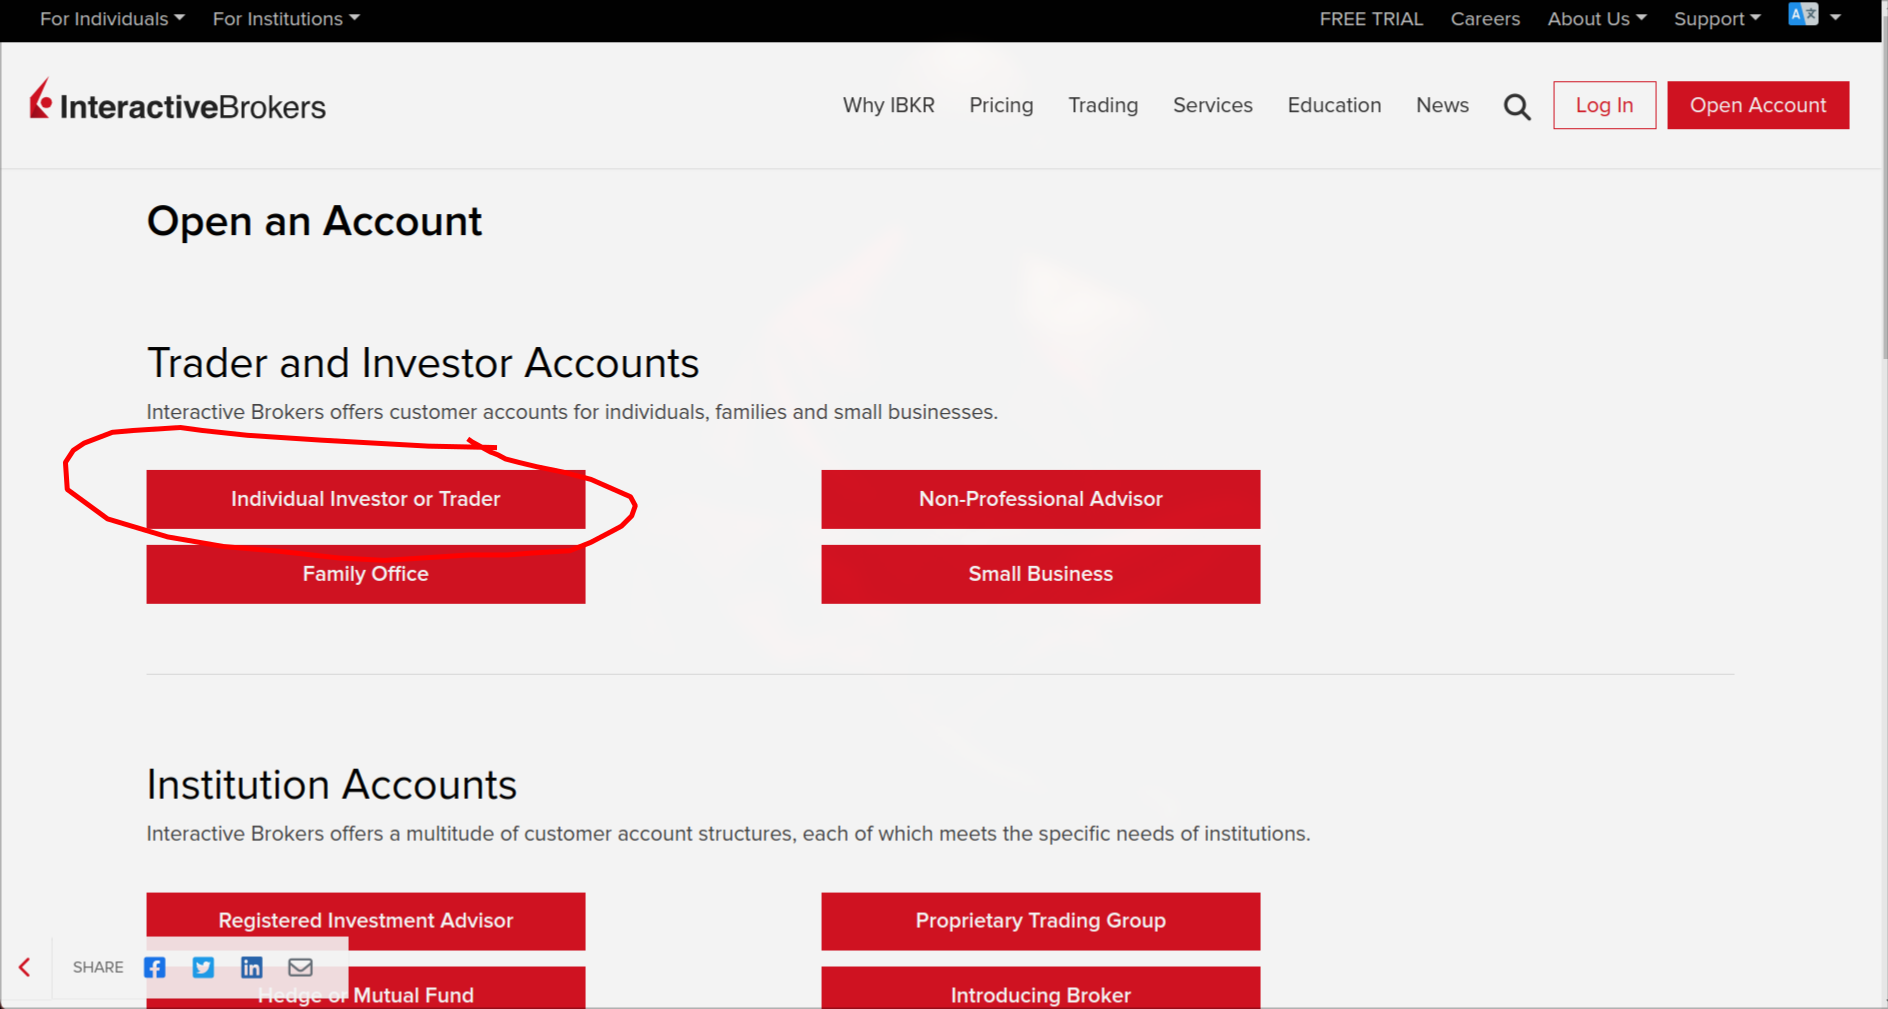 For Individuals For Institutions FREE TRIAL Careers About Us Support A 文
InteractiveBrokers Why IBKR Pricing Trading Services Education News Log In Open Account
Open an Account
Trader and Investor Accounts
Interactive Brokers offers customer accounts for individuals, families and small businesses.
Individual Investor or Trader Non-Professional Advisor
Family Office Small Business
Institution Accounts
Interactive Brokers offers a multitude of customer account structures, each of which meets the specific needs of institutions.
Registered Investment Advisor Proprietary Trading Group
SHARE
Hedge or Mutual Fund Introducing Broker